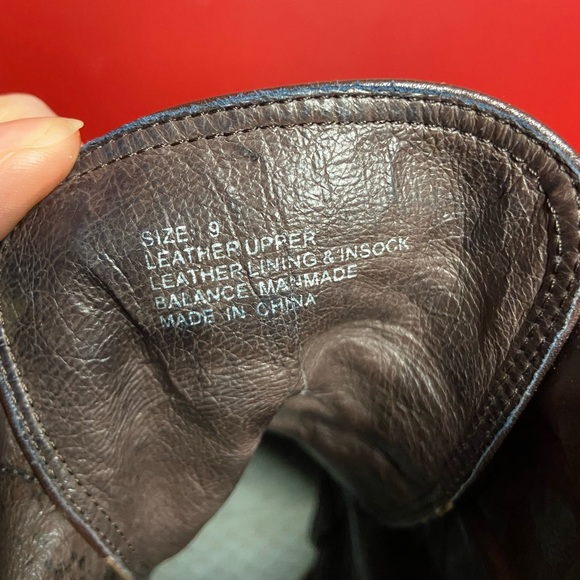 SIZE 9
LEATHER UPPER
LEATHER LINING & INSOCK
BALANCE MANMADE
MADE IN CHINA